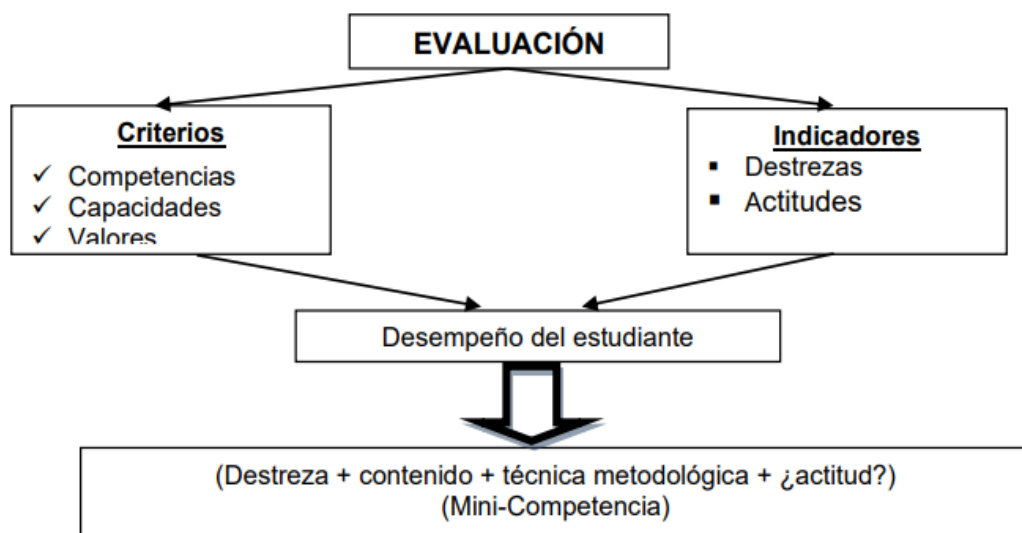 EVALUACIÓN
Criterios
✓ Competencias
✓ Capacidades
✓ Valores
Indicadores
▪ Destrezas
▪ Actitudes
Desempeño del estudiante
(Destreza + contenido + técnica metodológica + ¿actitud?)
(Mini-Competencia)